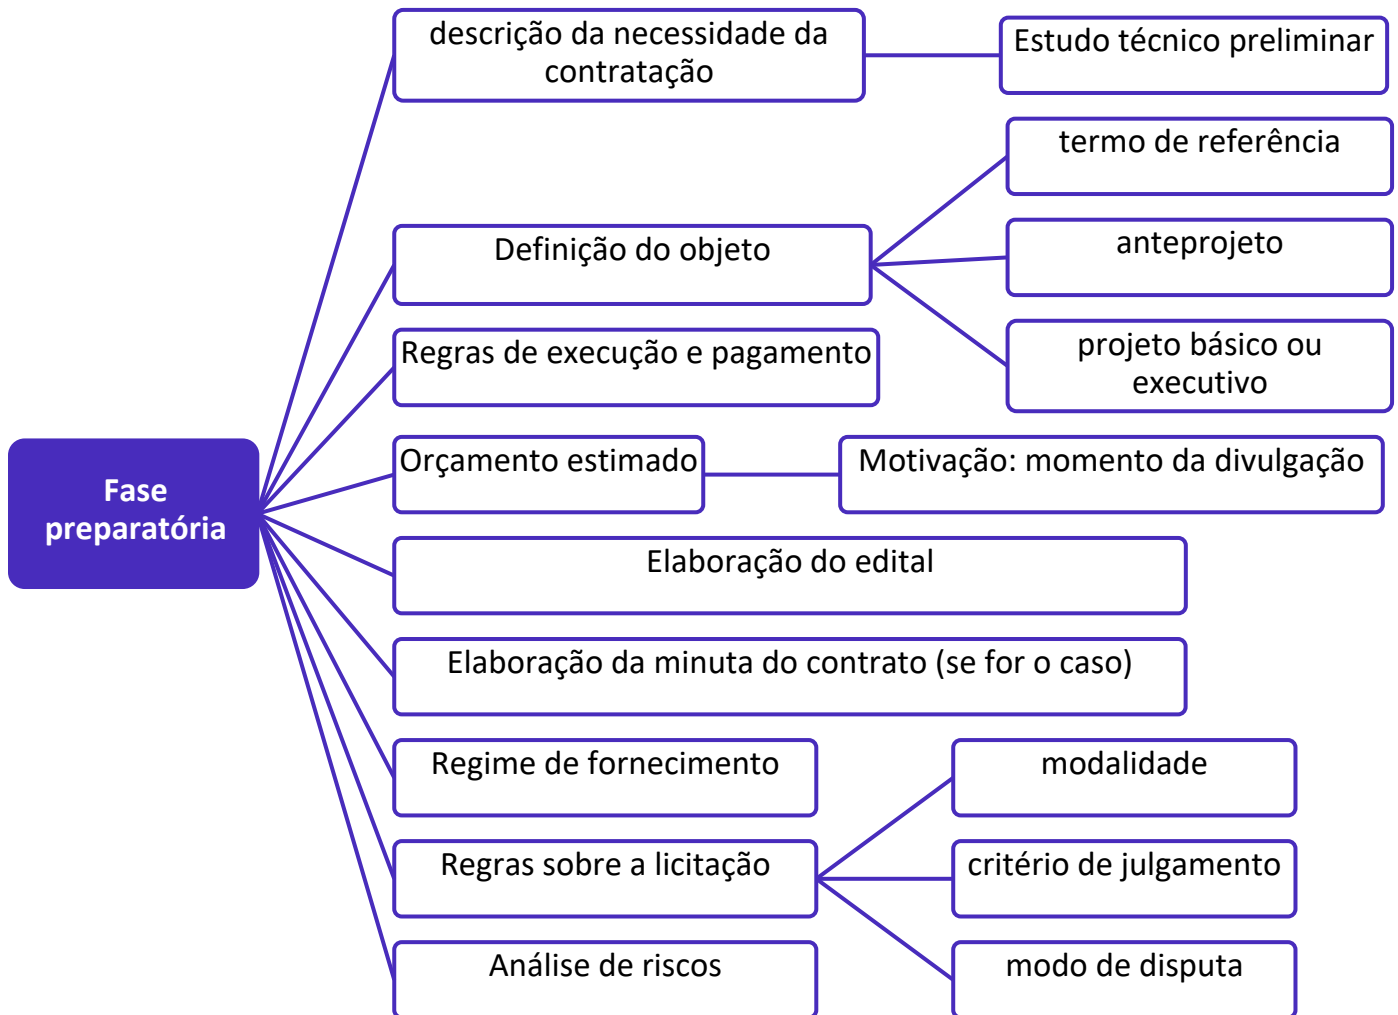 descrição da necessidade da
contratação
Estudo técnico preliminar
termo de referência
Definição do objeto
anteprojeto
projeto básico ou
executivo
Regras de execução e pagamento
Fase
preparatória
Orçamento estimado
Motivação: momento da divulgação
Elaboração do edital
Elaboração da minuta do contrato (se for o caso)
Regime de fornecimento
Regras sobre a licitação
modalidade
critério de julgamento
modo de disputa
Análise de riscos